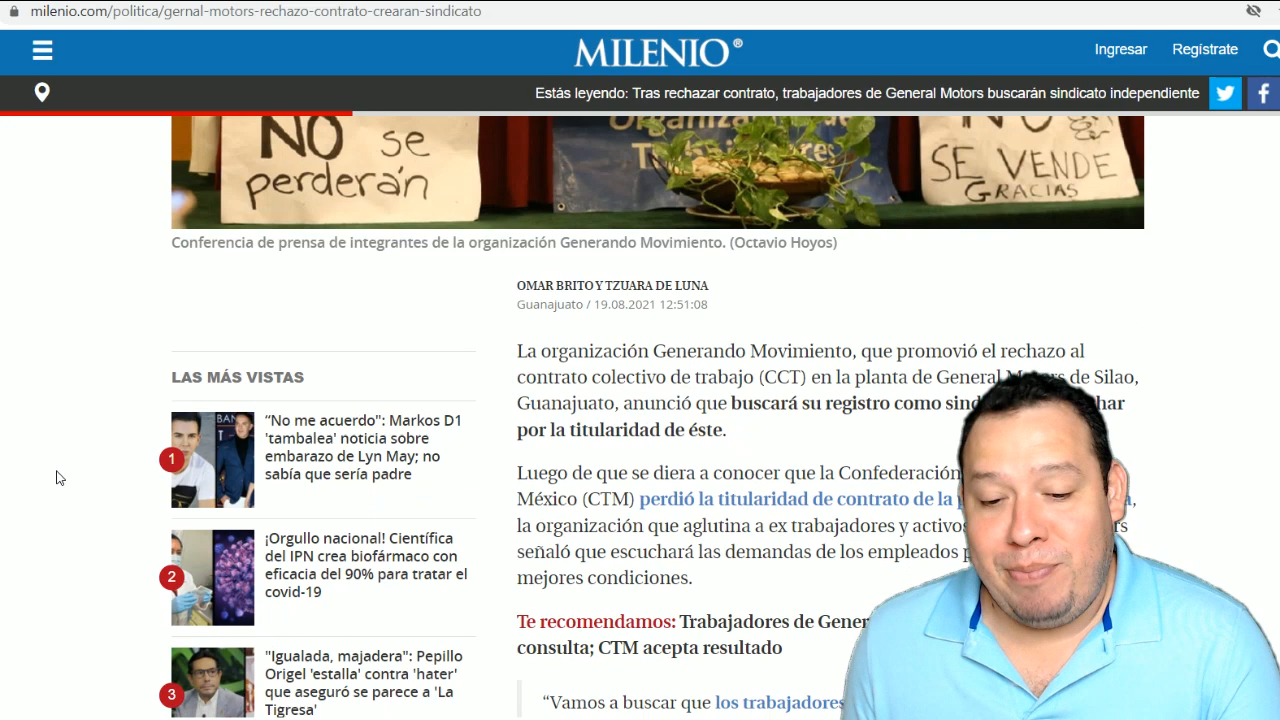 milenio.com/politica/gernal-motors-rechazo-contrato-crearan-sindicato
MILENIO®
Ingresar
Regístrate
Estás leyendo: Tras rechazar contrato, trabajadores de General Motors buscarán sindicato independiente
NO se
perderán
Organización de
Trabajadores
NO
SE VENDE
GRACIAS
Conferencia de prensa de integrantes de la organización Generando Movimiento. (Octavio Hoyos)
OMAR BRITO Y TZUARA DE LUNA
Guanajuato / 19.08.2021 12:51:08
La organización Generando Movimiento, que promovió el rechazo al
contrato colectivo de trabajo (CCT) en la planta de General Motors de Silao,
Guanajuato, anunció que buscará su registro como
por la titularidad de éste.
Luego de que se diera a conocer que la Confederación
México (CTM) perdió la titularidad de contrato de la
la organización que aglutina a ex trabajadores y activos
señaló que escuchará las demandas de los empleados
mejores condiciones.
Te recomendamos: Trabajadores de
consulta; CTM acepta resultado
“Vamos a buscar que los trabajadores
LAS MÁS VISTAS
1
“No me acuerdo": Markos D1
'tambalea' noticia sobre
embarazo de Lyn May; no
sabía que sería padre
2
¡Orgullo nacional! Científica
del IPN crea biofármaco con
eficacia del 90% para tratar el
covid-19
3
"Igualada, majadera": Pepillo
Origel 'estalla' contra 'hater'
que aseguró se parece a 'La
Tigresa'